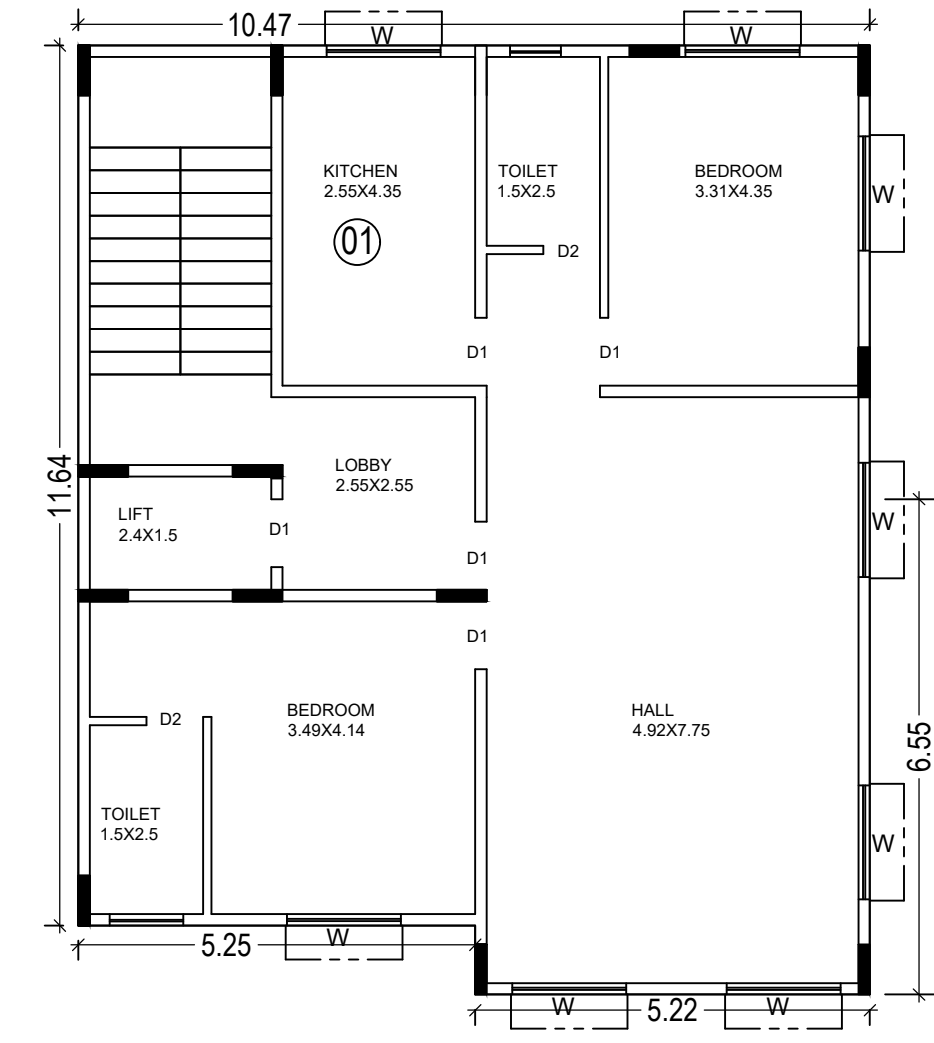 10.47
W
W
KITCHEN
2.55X4.35
TOILET
1.5X2.5
BEDROOM
3.31X4.35
W
01
D2
D1
D1
11.64
LOBBY
2.55X2.55
LIFT
2.4X1.5
D1
D1
W
D1
BEDROOM
3.49X4.14
D2
HALL
4.92X7.75
6.55
TOILET
1.5X2.5
W
5.25
W
W
5.22
W